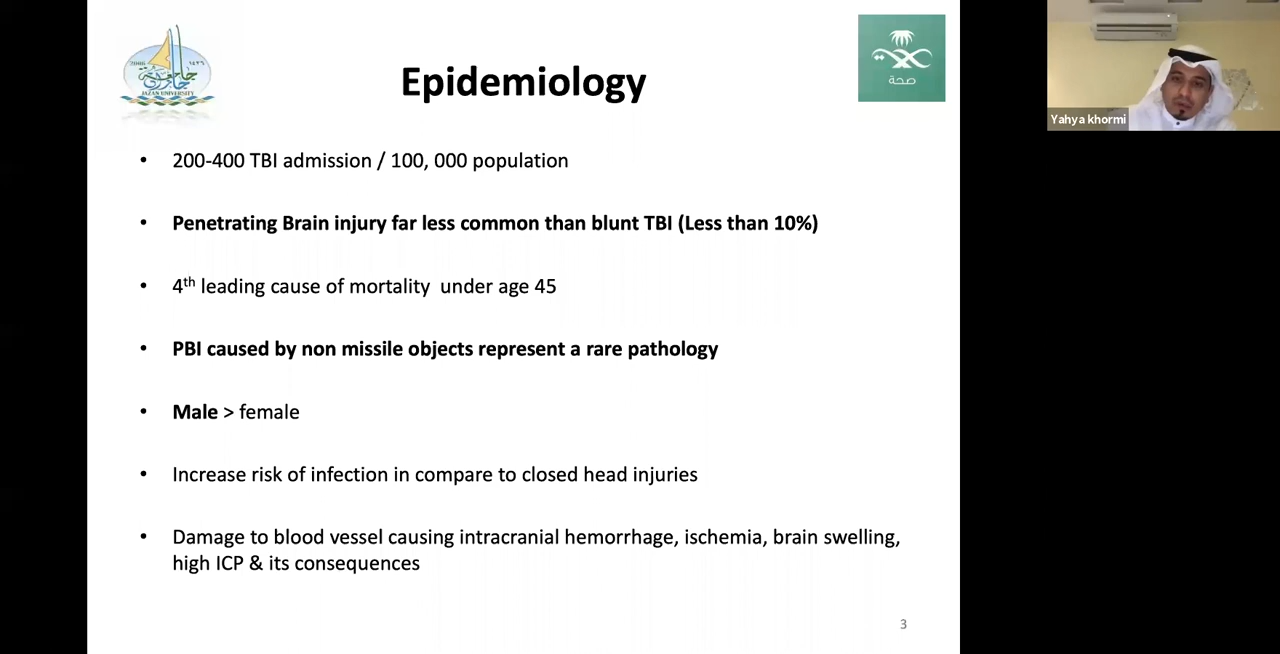 Epidemiology
صحة
JAZAN UNIVERSITY
Yahya khormi
• 200-400 TBI admission / 100, 000 population
• Penetrating Brain injury far less common than blunt TBI (Less than 10%)
• 4th leading cause of mortality under age 45
• PBI caused by non missile objects represent a rare pathology
• Male > female
• Increase risk of infection in compare to closed head injuries
• Damage to blood vessel causing intracranial hemorrhage, ischemia, brain swelling,
high ICP & its consequences
3